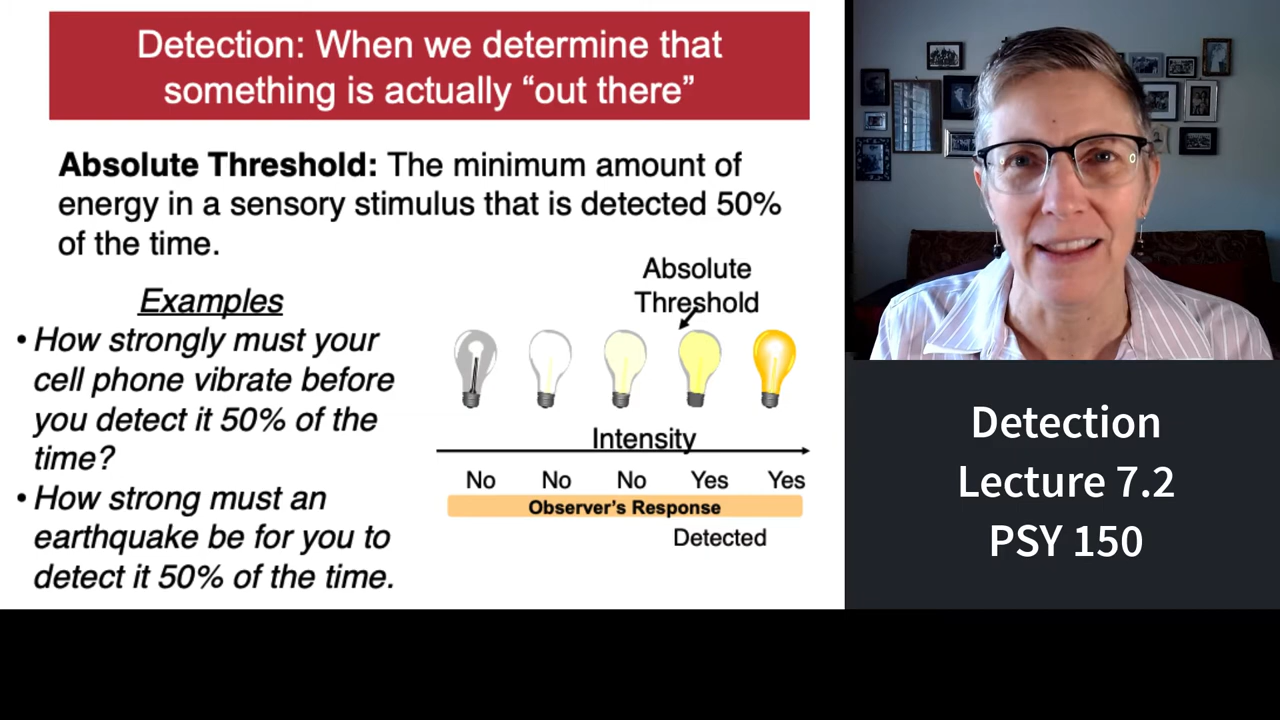 Detection: When we determine that
something is actually “out there”
Absolute Threshold: The minimum amount of
energy in a sensory stimulus that is detected 50%
of the time.
Examples
• How strongly must your
cell phone vibrate before
you detect it 50% of the
time?
• How strong must an
earthquake be for you to
detect it 50% of the time.
Absolute
Threshold
Intensity
No No No Yes Yes
Observer’s Response
Detected
Detection
Lecture 7.2
PSY 150